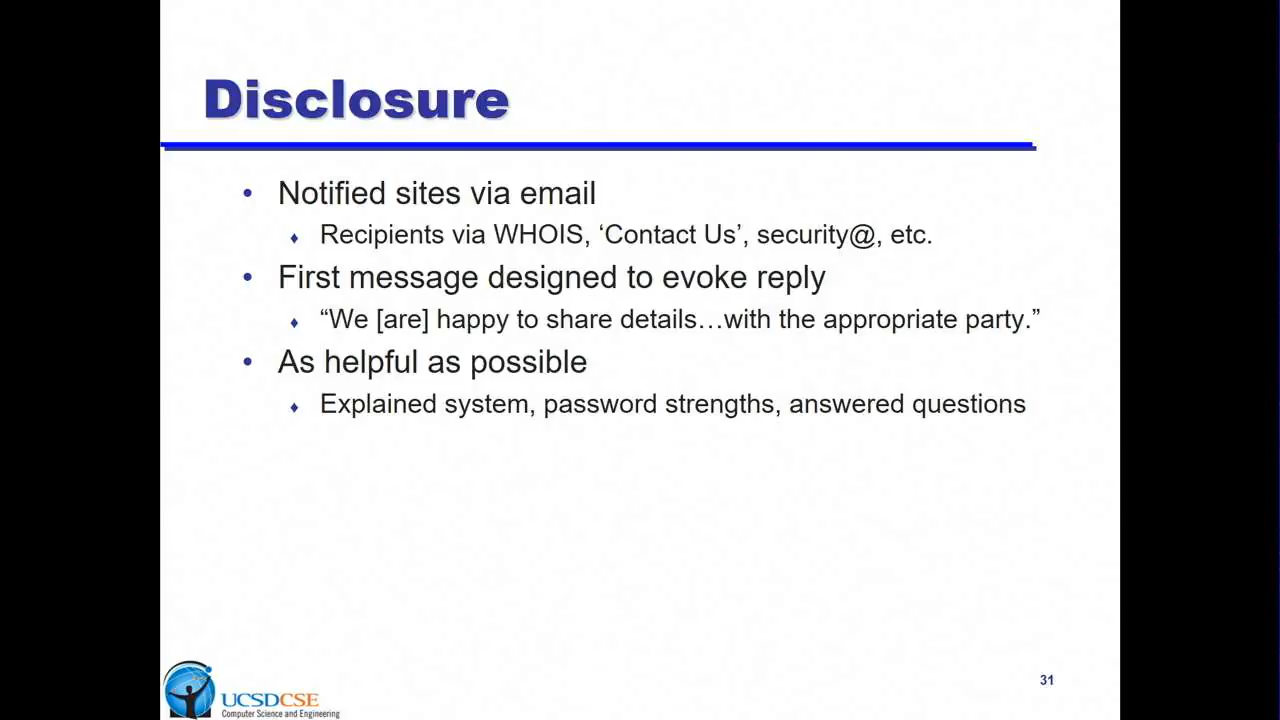 Disclosure
• Notified sites via email
♦ Recipients via WHOIS, ‘Contact Us’, security@, etc.
• First message designed to evoke reply
♦ “We [are] happy to share details…with the appropriate party.”
• As helpful as possible
♦ Explained system, password strengths, answered questions
UCSDCSE
Computer Science and Engineering
31